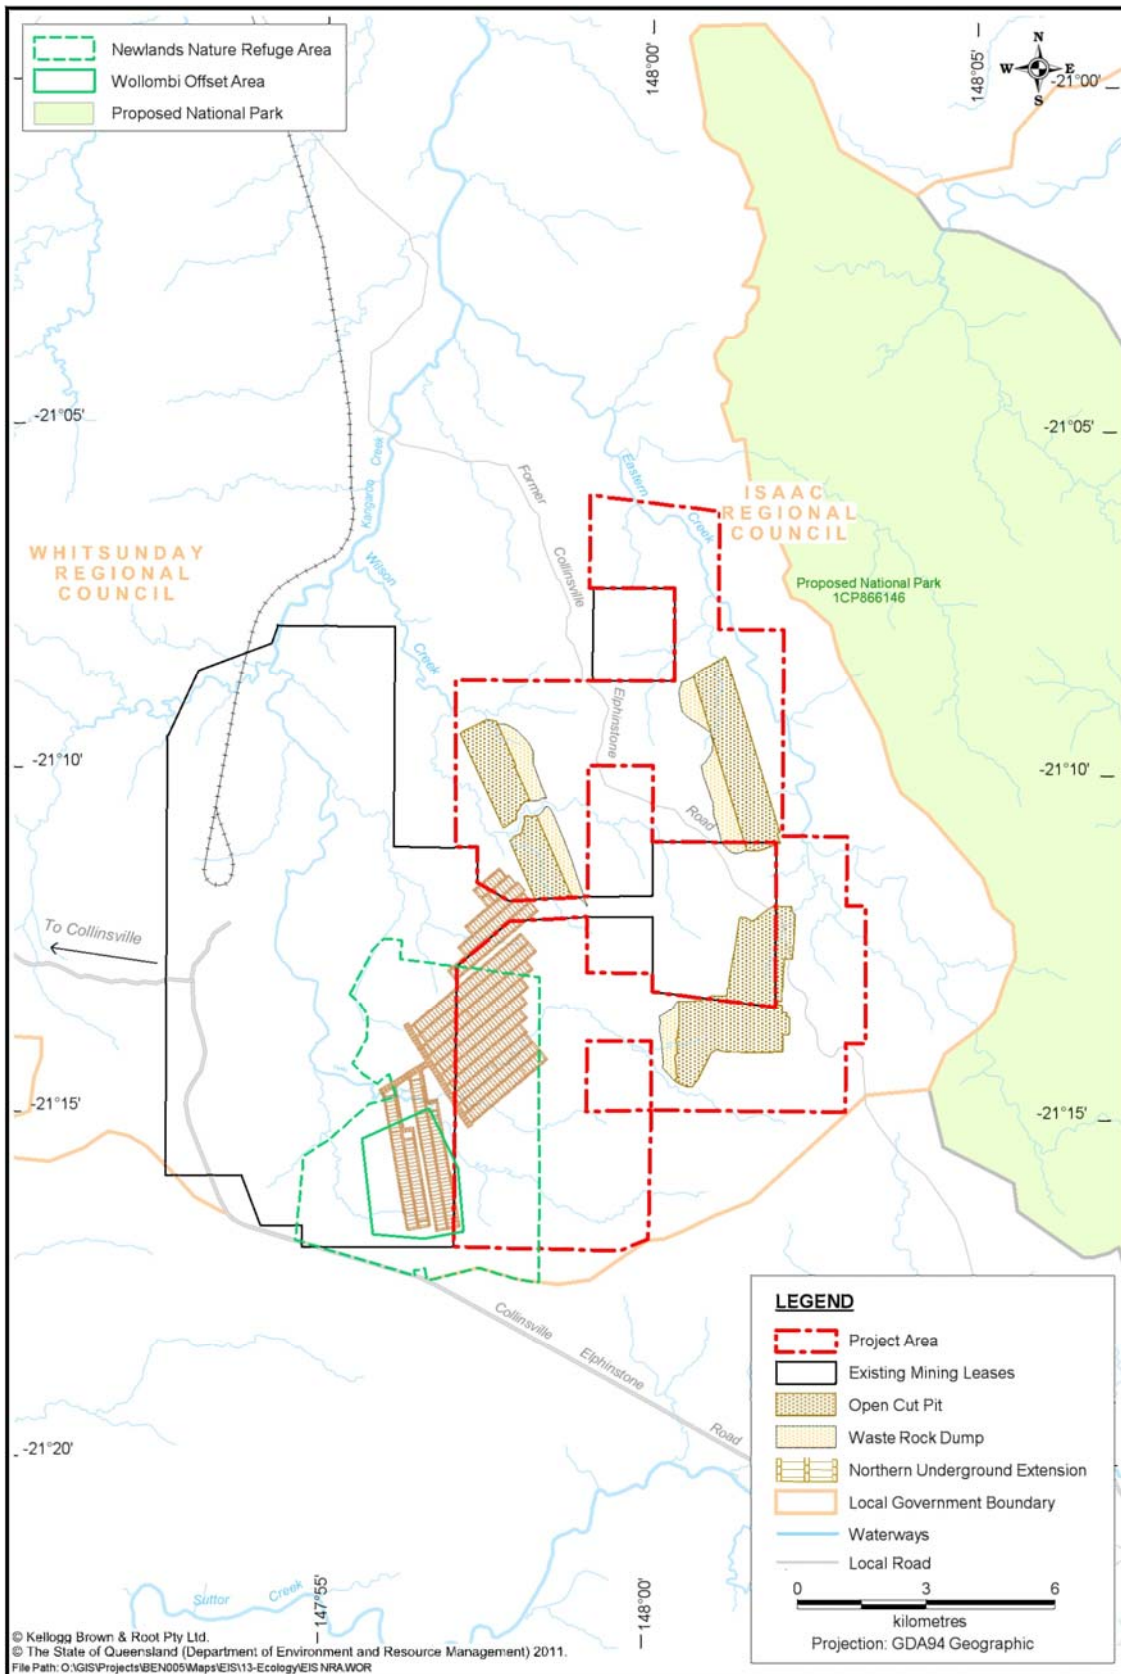 Newlands Nature Refuge Area
Wollombi Offset Area
Proposed National Park
148°00'
148°05'
N
W
E
S
-21°00'
-21°05'
-21°05'
Kangaroo Creek
Former
Eastern
Creek
ISAAC
REGIONAL
COUNCIL
WHITSUNDAY
REGIONAL
COUNCIL
Wilson
Creek
Collinsville
Proposed National Park
1CP866146
Elphinstone
-21°10'
-21°10'
Road
To Collinsville
-21°15'
-21°15'
Collinsville
Elphinstone
Road
-21°20'
Suttor Creek
147°55'
148°00'
LEGEND
Project Area
Existing Mining Leases
Open Cut Pit
Waste Rock Dump
Northern Underground Extension
Local Government Boundary
Waterways
Local Road
0 3 6
kilometres
Projection: GDA94 Geographic
© Kellogg Brown & Root Pty Ltd.
© The State of Queensland (Department of Environment and Resource Management) 2011.
File Path: O:\GIS\Projects\BEN005\Maps\EIS\13-Ecology\EIS NRA.WOR